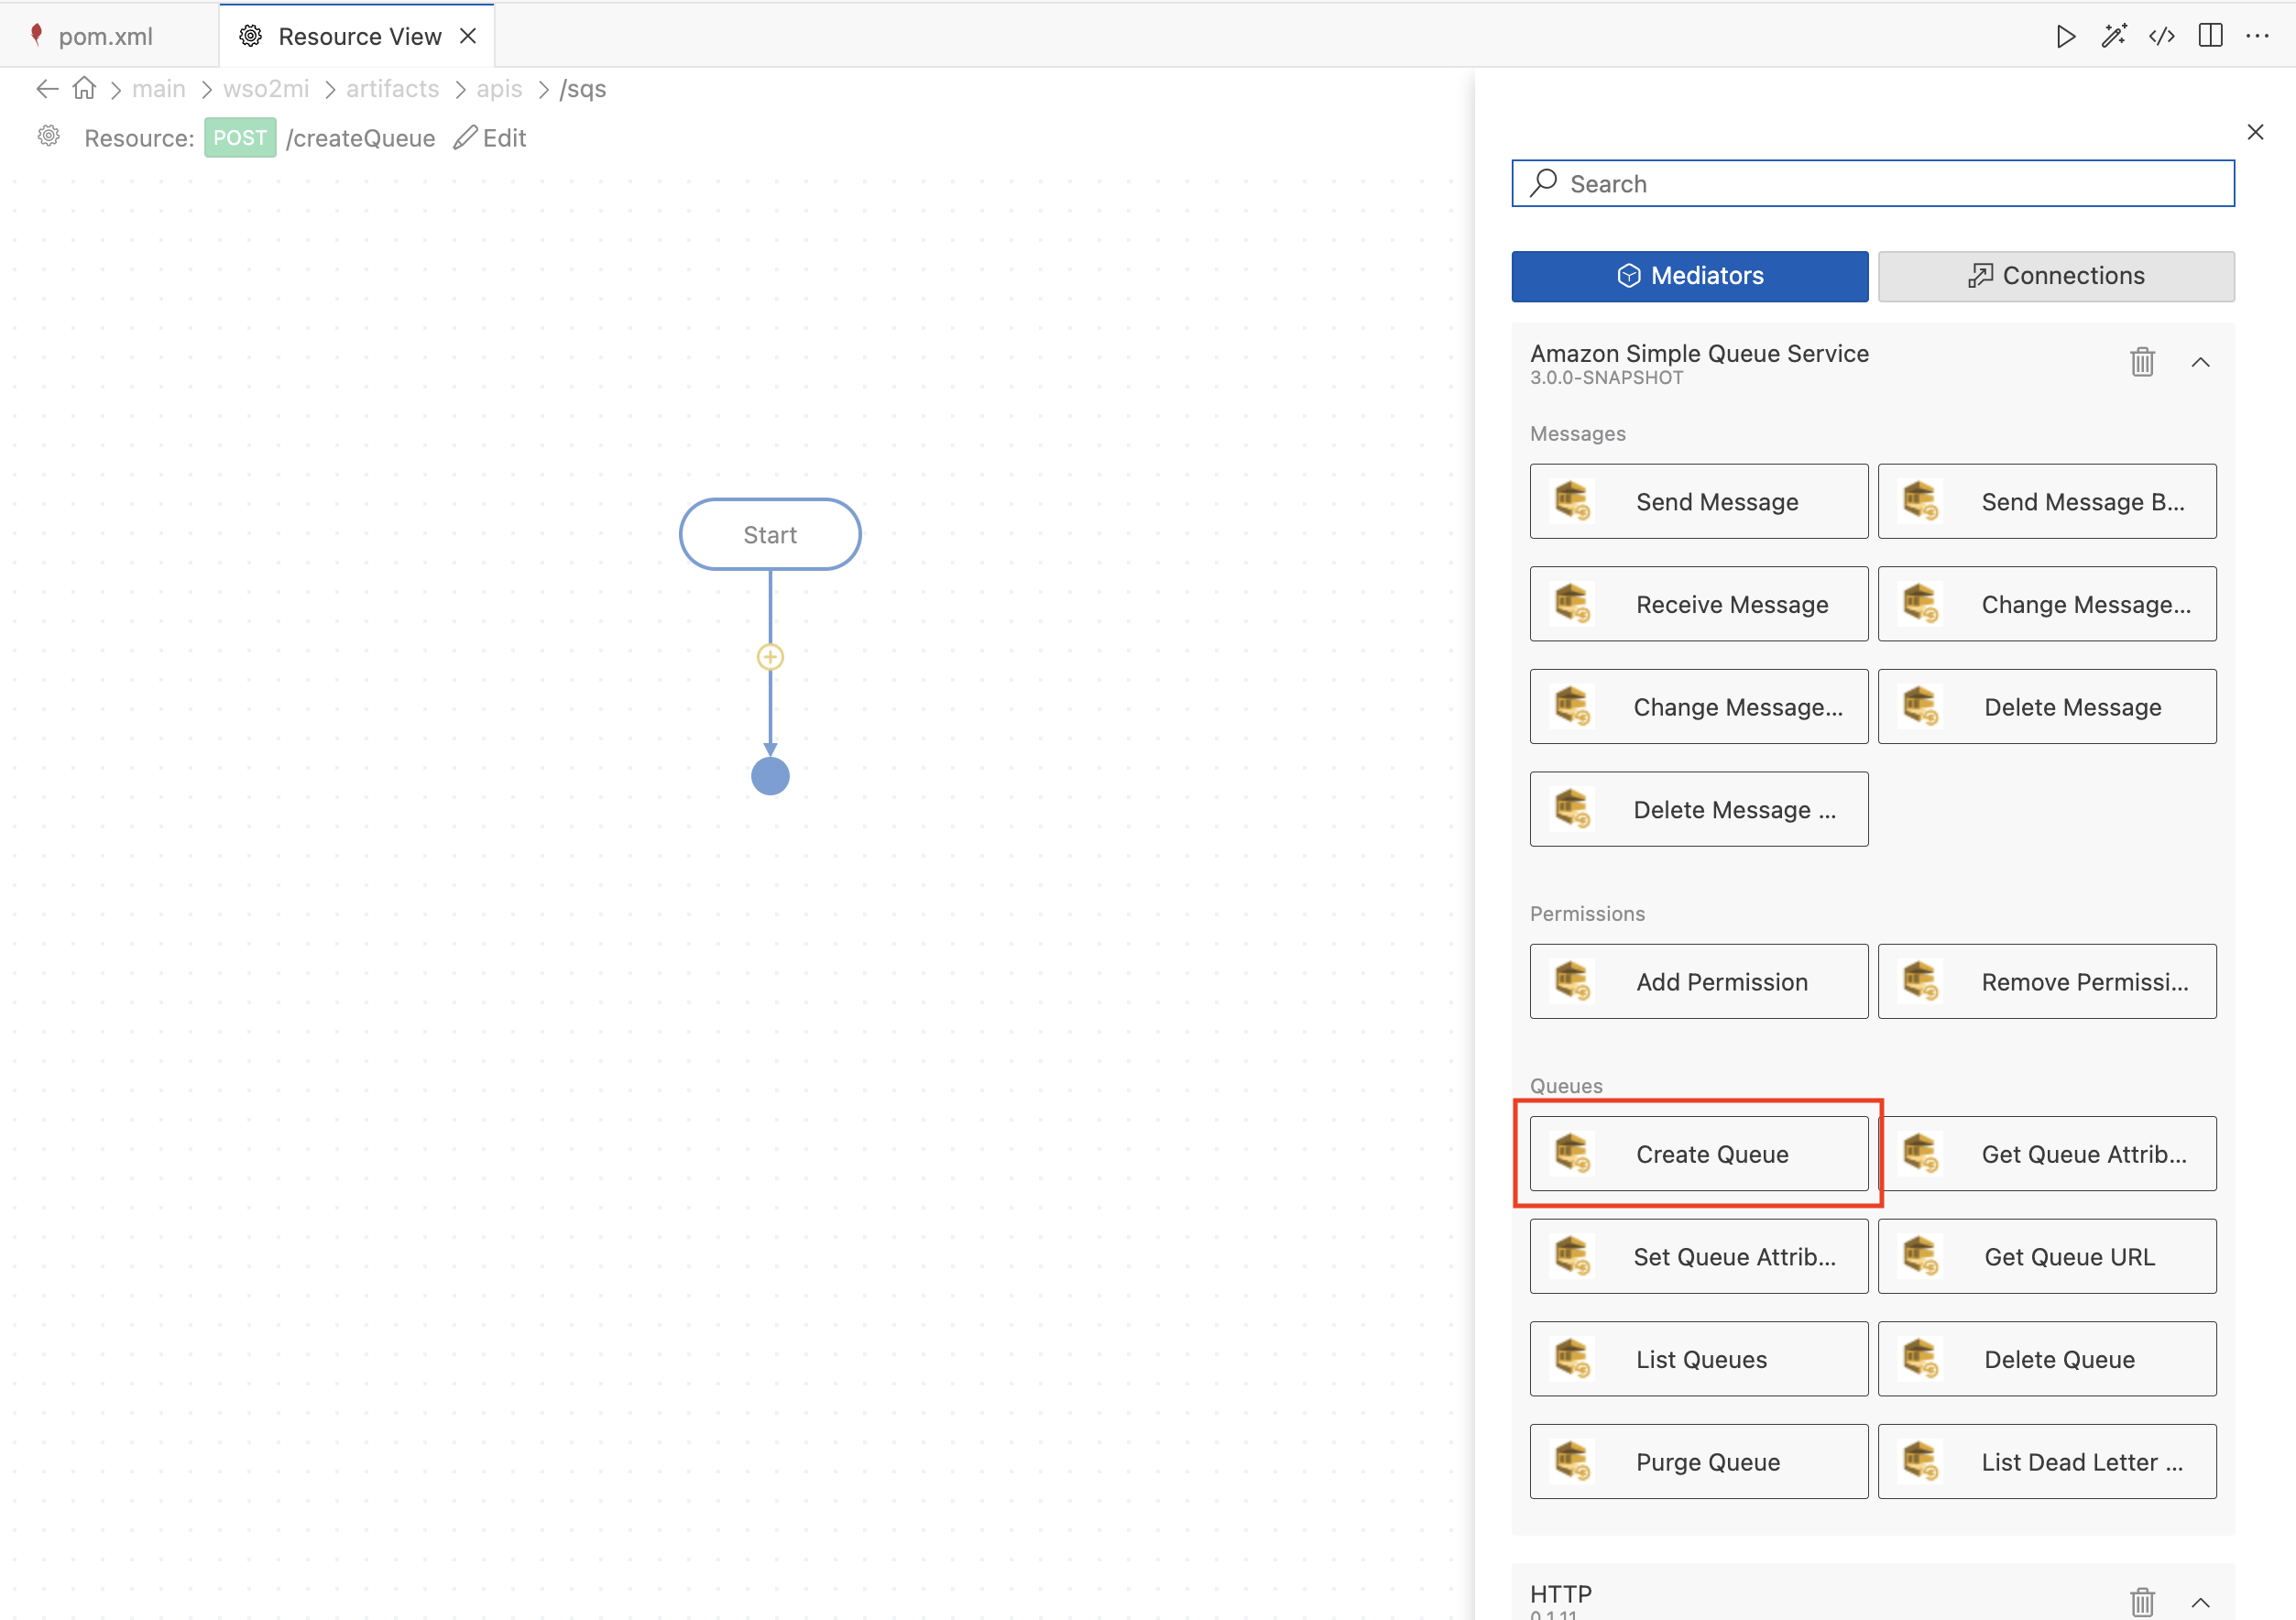 pom.xml
Resource View
main
wso2mi
artifacts
apis
/sqs
Resource: POST /createQueue Edit
Start
Search
Mediators
Connections
Amazon Simple Queue Service
3.0.0-SNAPSHOT
Messages
Send Message
Send Message B...
Receive Message
Change Message...
Change Message...
Delete Message
Delete Message ...
Permissions
Add Permission
Remove Permissi...
Queues
Create Queue
Get Queue Attrib...
Set Queue Attrib...
Get Queue URL
List Queues
Delete Queue
Purge Queue
List Dead Letter ...
HTTP
0.1.11